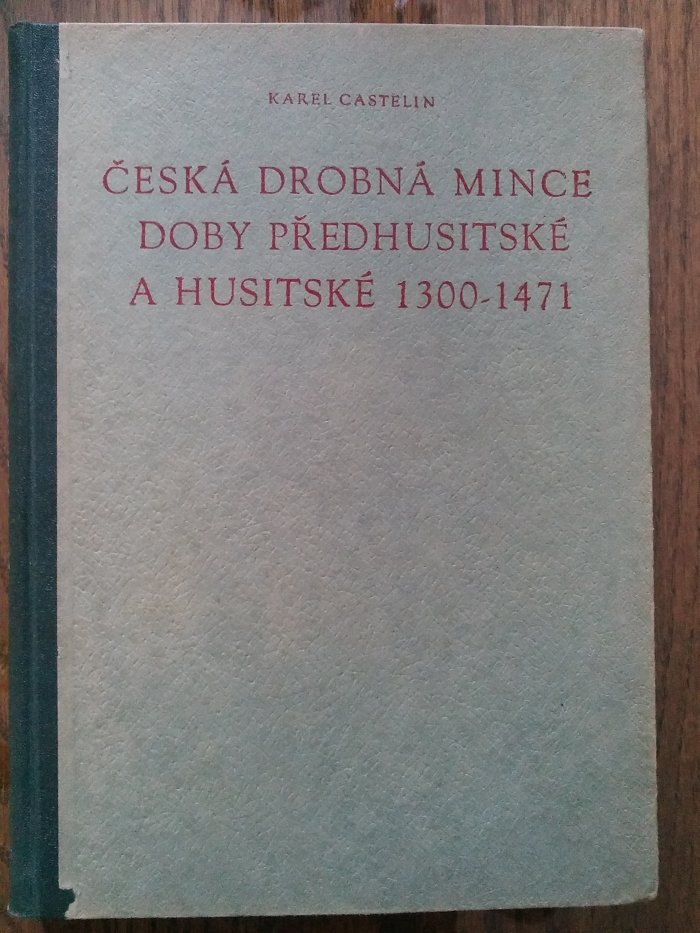 KAREL CASTELIN
ČESKÁ DROBNÁ MINCE
DOBY PŘEDHUSITSKÉ
A HUSITSKÉ 1300-1471